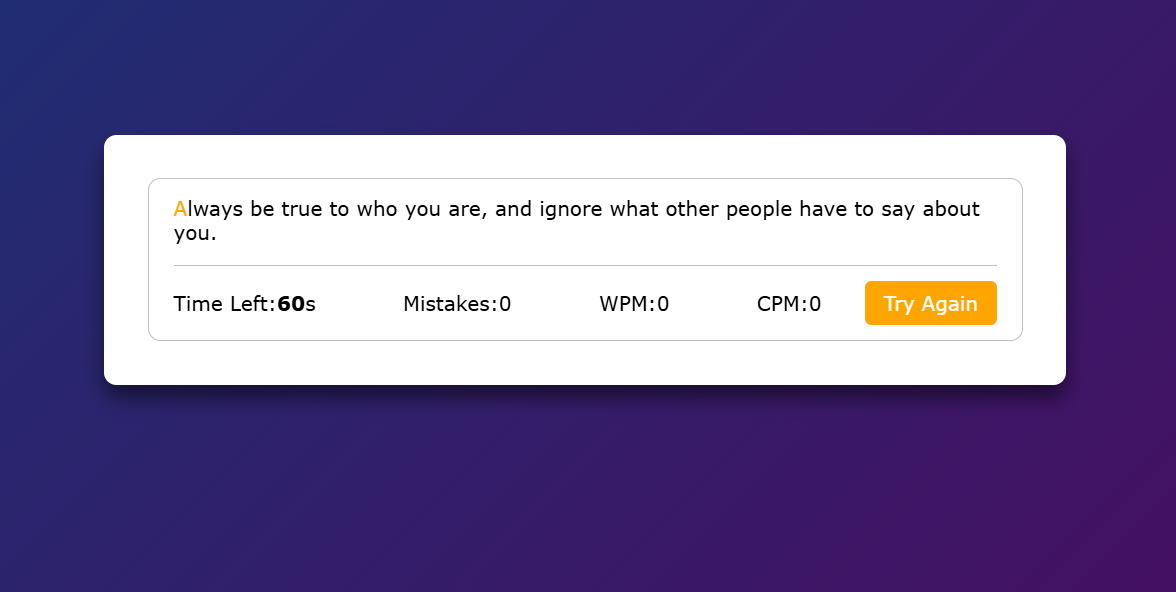 Always be true to who you are, and ignore what other people have to say about
you.
Time Left:60s Mistakes:0 WPM:0 CPM:0 Try Again